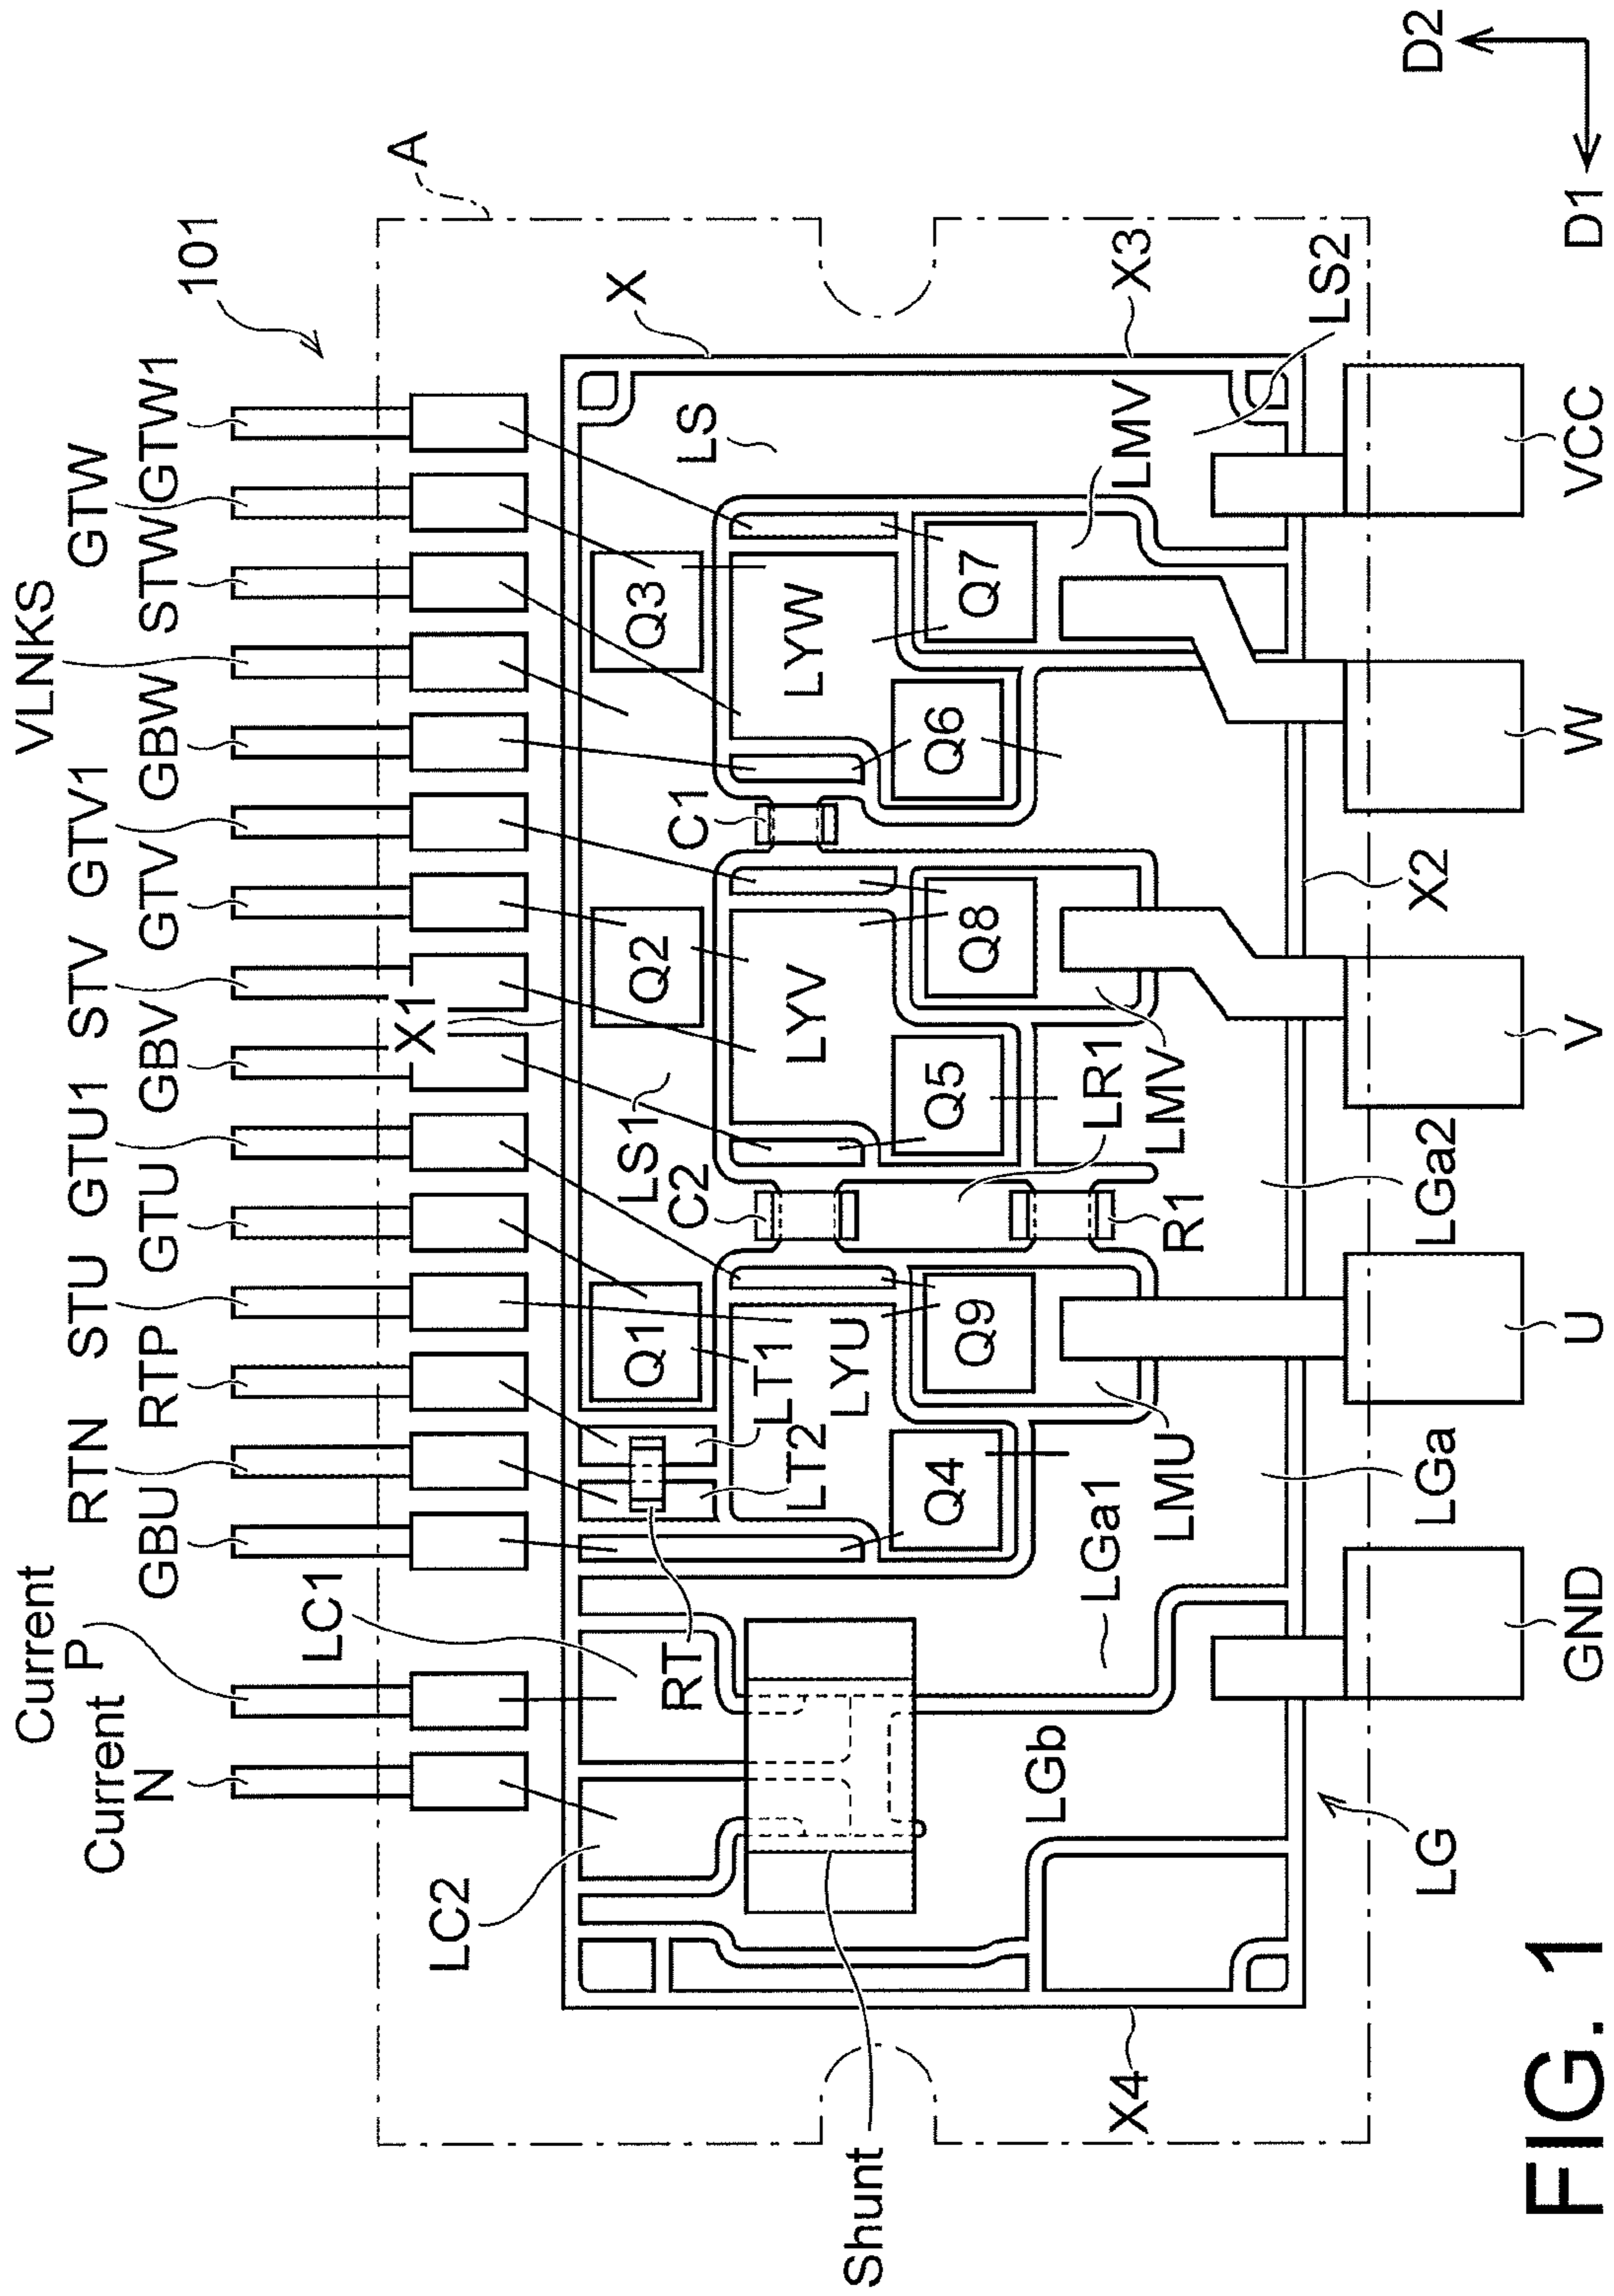 FIG. 1
Current
N
Current
P
GBU
RTN
RTP
STU
GTU
GTU1
GBV
STV
GTV
GTV1
GBW
VLNKS
STW
GTW
GTW1
101
A
X
X1
X2
X3
X4
LC1
LC2
RT
LT1
LT2
Q1
Q2
Q3
LS
LS1
LS2
C1
C2
LYU
LYV
LYW
Q4
Q9
Q5
Q8
Q6
Q7
LR1
R1
LMU
LMV
LMV
LGa1
LGb
Shunt
LG
LGa
LGa2
GND
U
V
W
VCC
D1
D2